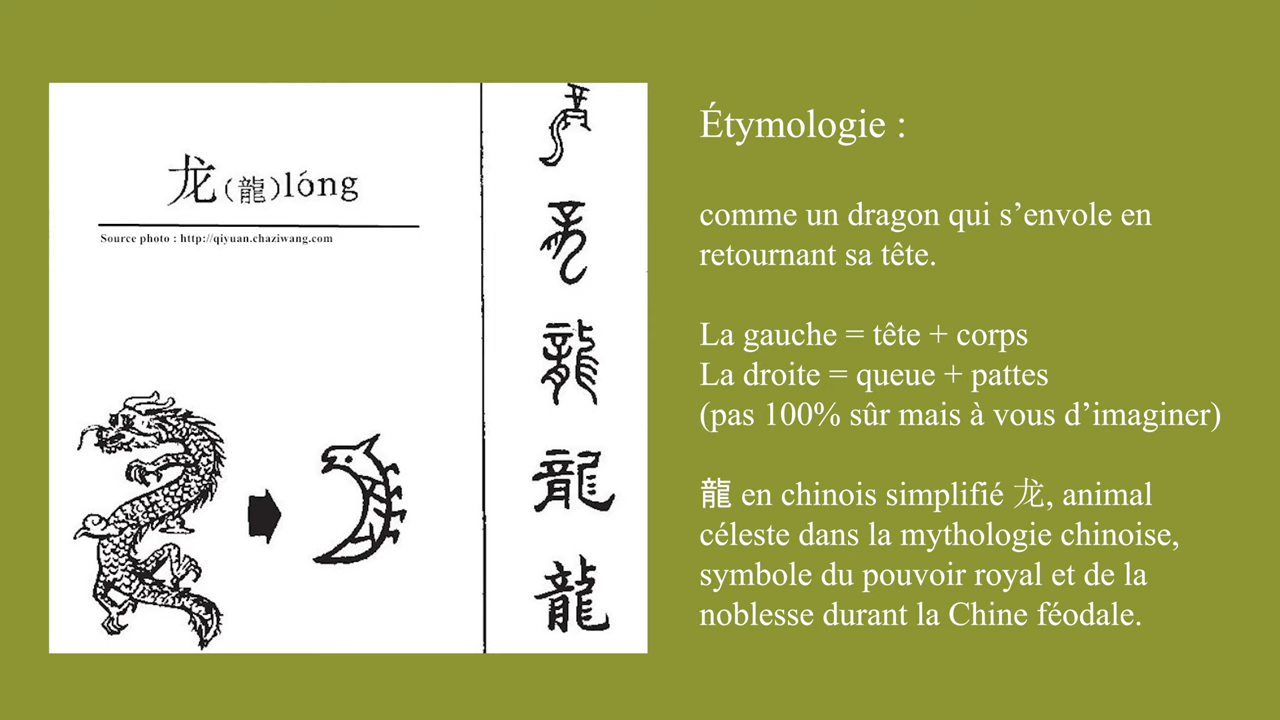 龙(龍)lóng
Source photo : http://qiyuan.chaziwang.com
龍
龍
龍
Étymologie :
comme un dragon qui s’envole en
retournant sa tête.
La gauche = tête + corps
La droite = queue + pattes
(pas 100% sûr mais à vous d’imaginer)
龍 en chinois simplifié 龙, animal
céleste dans la mythologie chinoise,
symbole du pouvoir royal et de la
noblesse durant la Chine féodale.